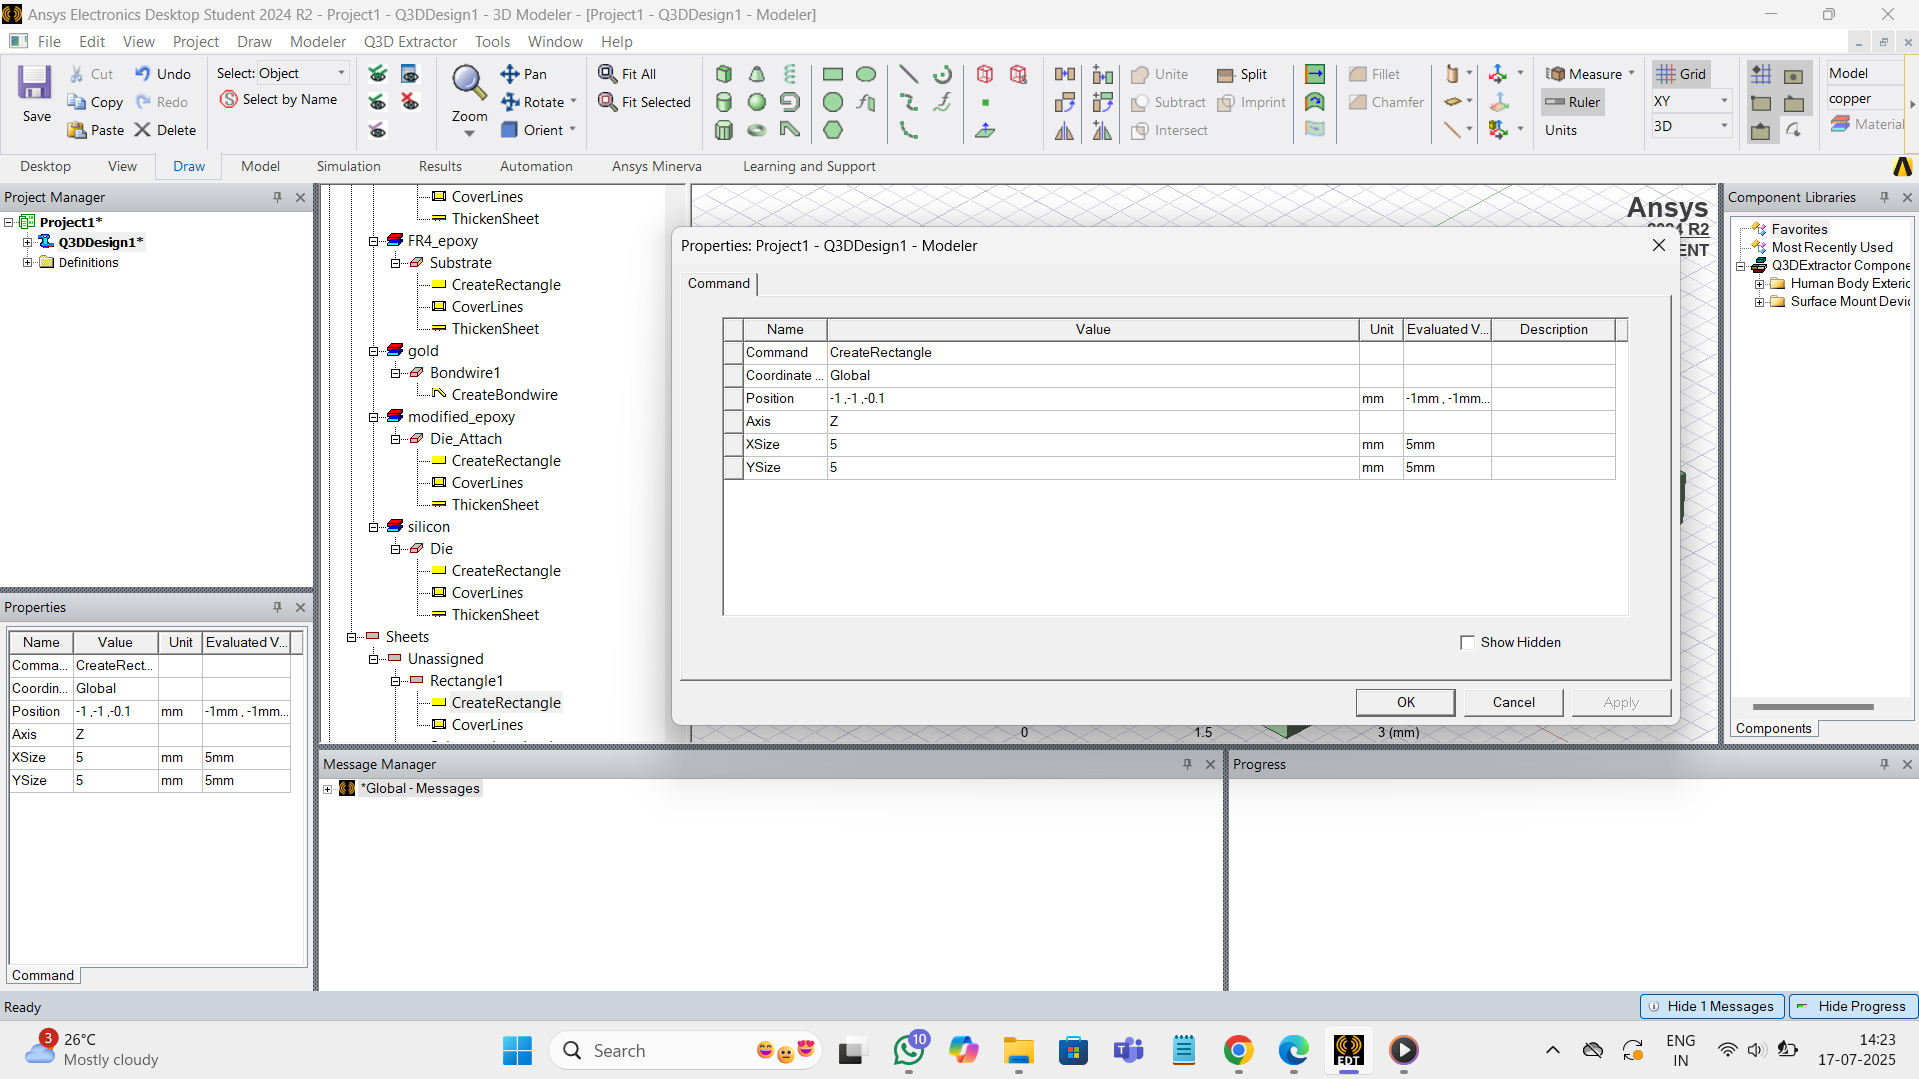 Ansys Electronics Desktop Student 2024 R2 - Project1 - Q3DDesign1 - 3D Modeler - [Project1 - Q3DDesign1 - Modeler]
File Edit View Project Draw Modeler Q3D Extractor Tools Window Help
Save
Cut
Copy
Paste
Undo
Redo
Delete
Select: Object
Select by Name
Zoom
Pan
Rotate
Orient
Fit All
Fit Selected
Unite
Subtract
Intersect
Split
Imprint
Fillet
Chamfer
Measure
Ruler
Units
Grid
XY
3D
Model
copper
Material
Desktop View Draw Model Simulation Results Automation Ansys Minerva Learning and Support
Project Manager
Project1*
Q3DDesign1*
Definitions
CoverLines
ThickenSheet
FR4_epoxy
Substrate
CreateRectangle
CoverLines
ThickenSheet
gold
Bondwire1
CreateBondwire
modified_epoxy
Die_Attach
CreateRectangle
CoverLines
ThickenSheet
silicon
Die
CreateRectangle
CoverLines
ThickenSheet
Sheets
Unassigned
Rectangle1
CreateRectangle
CoverLines
Ansys
2024 R2
ENT
0 1.5 3 (mm)
Properties: Project1 - Q3DDesign1 - Modeler
Command
Name Value Unit Evaluated V... Description
Command CreateRectangle
Coordinate ... Global
Position -1 ,-1 ,-0.1 mm -1mm , -1mm...
Axis Z
XSize 5 mm 5mm
YSize 5 mm 5mm
Show Hidden
OK Cancel Apply
Component Libraries
Favorites
Most Recently Used
Q3DExtractor Compone
Human Body Exteric
Surface Mount Devi
Components
Properties
Name Value Unit Evaluated V...
Comma... CreateRect...
Coordin... Global
Position -1 ,-1 ,-0.1 mm -1mm , -1mm...
Axis Z
XSize 5 mm 5mm
YSize 5 mm 5mm
Command
Message Manager
*Global - Messages
Progress
Ready
Hide 1 Messages
Hide Progress
3
26°C
Mostly cloudy
Search
10
EDT
ENG
IN
14:23
17-07-2025